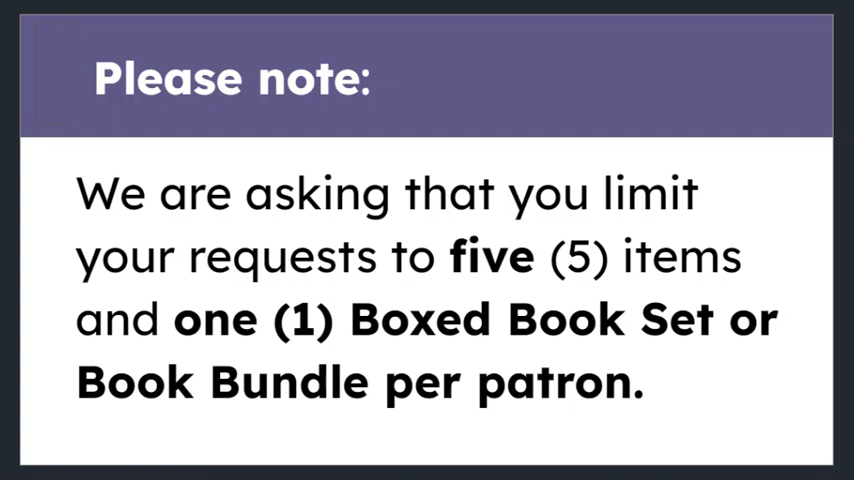 Please note:
We are asking that you limit
your requests to five (5) items
and one (1) Boxed Book Set or
Book Bundle per patron.